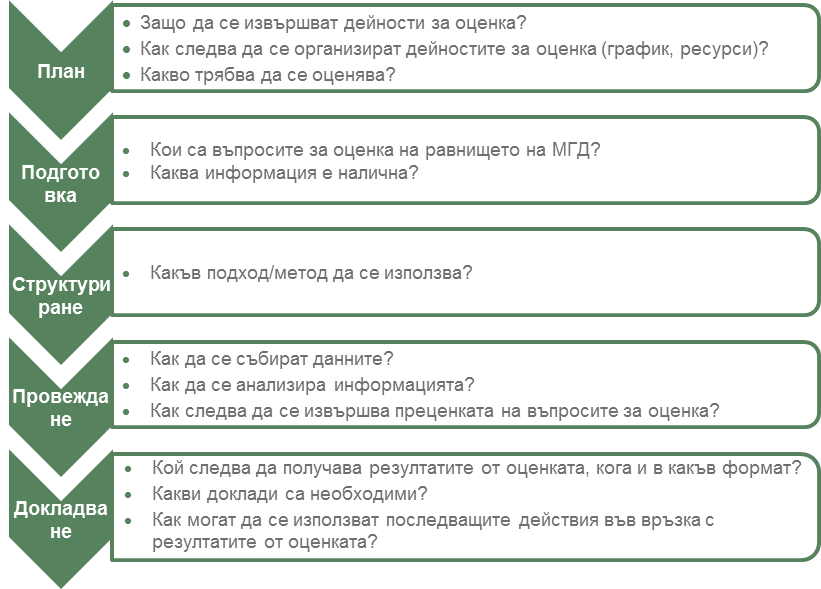 План
• Защо да се извършват дейности за оценка?
• Как следва да се организират дейностите за оценка (график, ресурси)?
• Какво трябва да се оценява?
Подгото
вка
• Кои са въпросите за оценка на равнището на МГД?
• Каква информация е налична?
Структури
ране
• Какъв подход/метод да се използва?
Провежда
не
• Как да се събират данните?
• Как да се анализира информацията?
• Как следва да се извършва преценката на въпросите за оценка?
Докладва
не
• Кой следва да получава резултатите от оценката, кога и в какъв формат?
• Какви доклади са необходими?
• Как могат да се използват последващите действия във връзка с
резултатите от оценката?